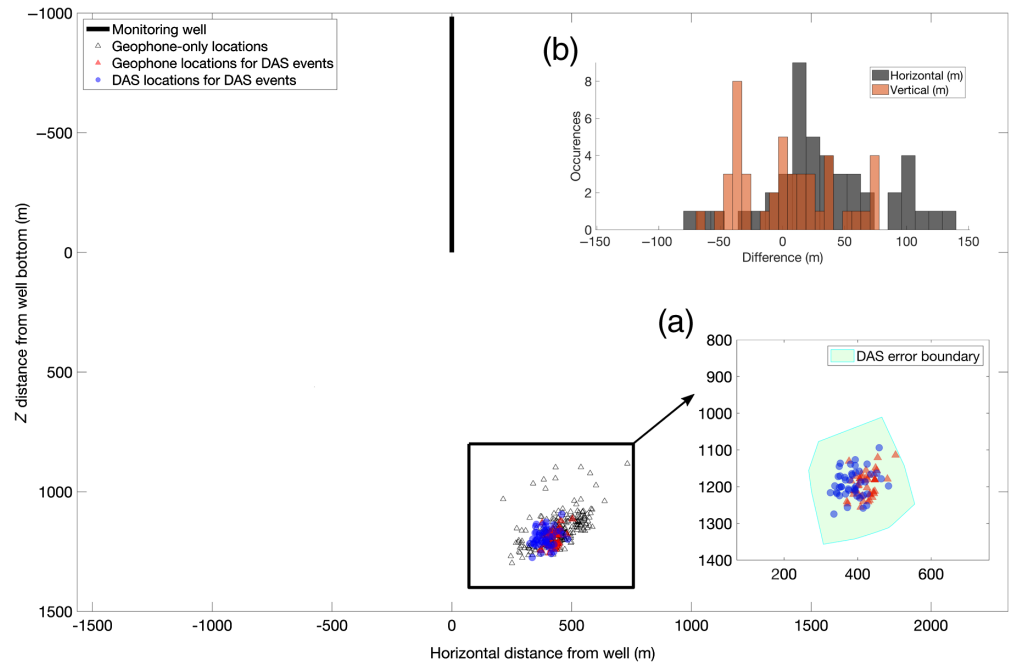 −1000
−500
0
500
1000
1500
Z distance from well bottom (m)
-1500
-1000
-500
0
500
1000
1500
2000
Horizontal distance from well (m)
Monitoring well
Geophone-only locations
Geophone locations for DAS events
DAS locations for DAS events
(b)
Horizontal (m)
Vertical (m)
8
6
4
2
0
Occurences
−150
−100
−50
0
50
100
150
Difference (m)
(a)
DAS error boundary
800
900
1000
1100
1200
1300
1400
200
400
600